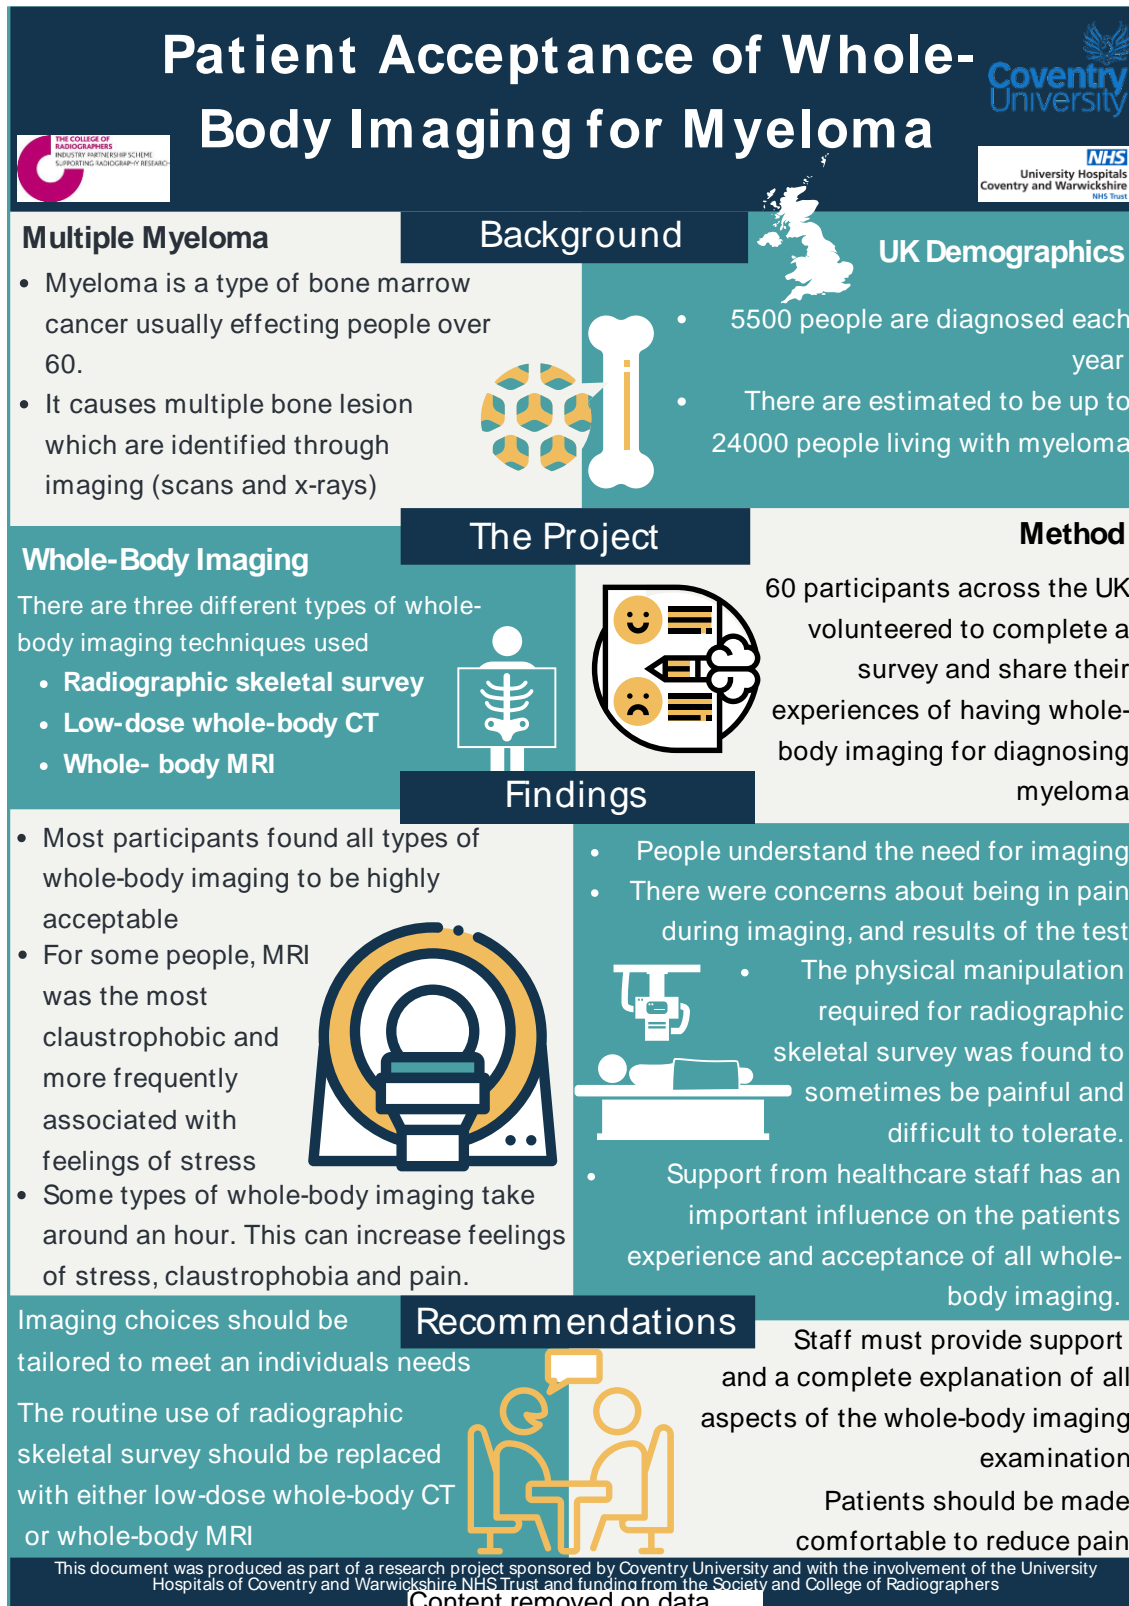 Patient Acceptance of Whole-
Body Imaging for Myeloma
Coventry
University
THE COLLEGE OF
RADIOGRAPHERS
INDUSTRY PARTNERSHIP SCHEME
SUPPORTING RADIOGRAPHY RESEARCH
NHS
University Hospitals
Coventry and Warwickshire
NHS Trust
Background
Multiple Myeloma
• Myeloma is a type of bone marrow
cancer usually effecting people over
60.
• It causes multiple bone lesion
which are identified through
imaging (scans and x-rays)
UK Demographics
• 5500 people are diagnosed each
year
• There are estimated to be up to
24000 people living with myeloma
The Project
Whole-Body Imaging
There are three different types of whole-
body imaging techniques used
• Radiographic skeletal survey
• Low-dose whole-body CT
• Whole- body MRI
Method
60 participants across the UK
volunteered to complete a
survey and share their
experiences of having whole-
body imaging for diagnosing
myeloma
Findings
• Most participants found all types of
whole-body imaging to be highly
acceptable
• For some people, MRI
was the most
claustrophobic and
more frequently
associated with
feelings of stress
• Some types of whole-body imaging take
around an hour. This can increase feelings
of stress, claustrophobia and pain.
• People understand the need for imaging
• There were concerns about being in pain
during imaging, and results of the test
• The physical manipulation
required for radiographic
skeletal survey was found to
sometimes be painful and
difficult to tolerate.
• Support from healthcare staff has an
important influence on the patients
experience and acceptance of all whole-
body imaging.
Recommendations
Imaging choices should be
tailored to meet an individuals needs
The routine use of radiographic
skeletal survey should be replaced
with either low-dose whole-body CT
or whole-body MRI
Staff must provide support
and a complete explanation of all
aspects of the whole-body imaging
examination
Patients should be made
comfortable to reduce pain
This document was produced as part of a research project sponsored by Coventry University and with the involvement of the University
Hospitals of Coventry and Warwickshire NHS Trust and funding from the Society and College of Radiographers
Content removed on data